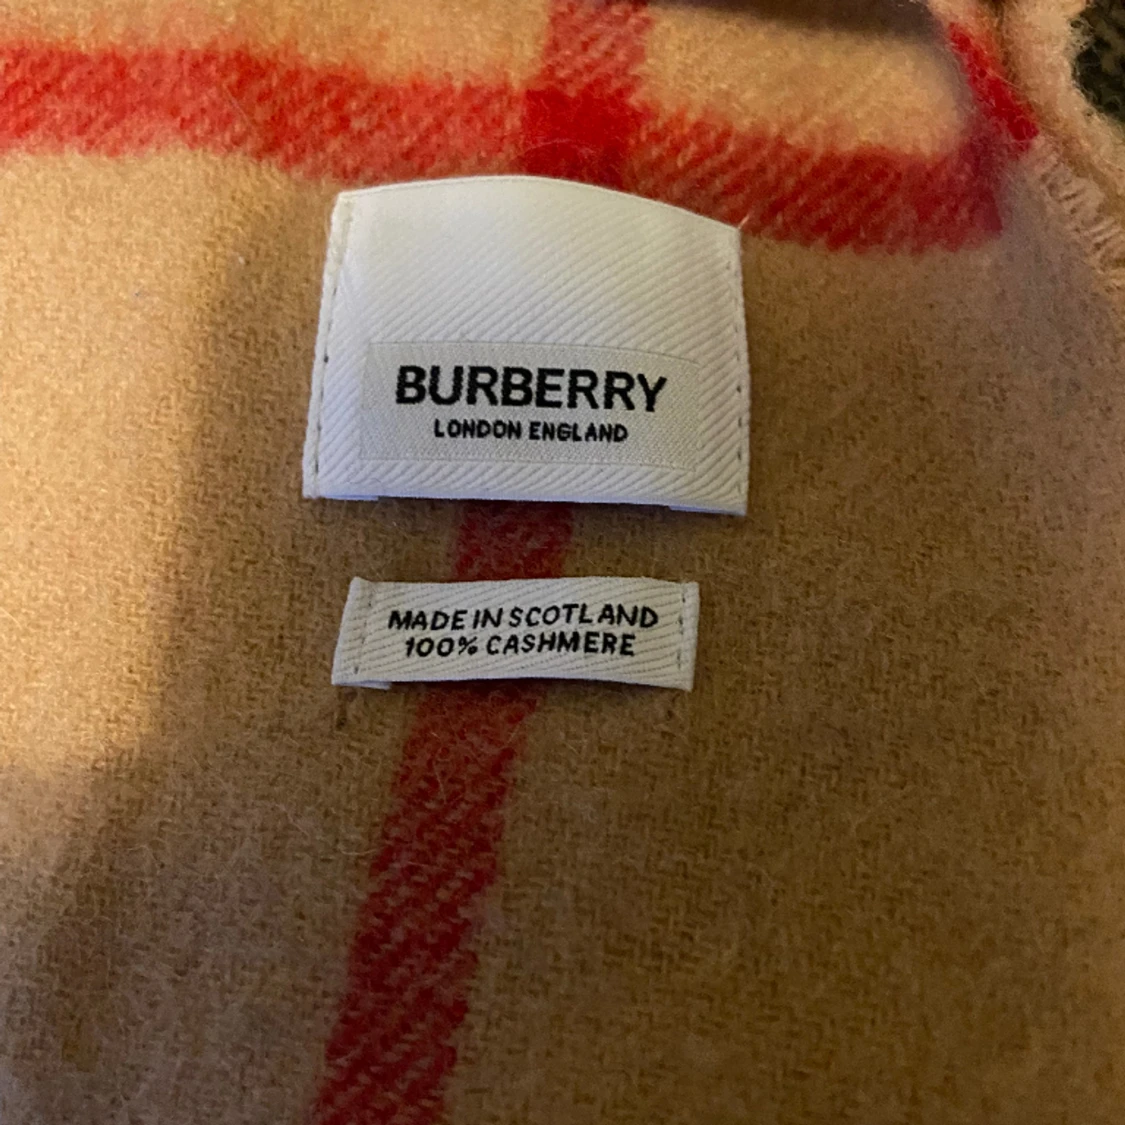 BURBERRY
LONDON ENGLAND
MADE IN SCOTLAND
100% CASHMERE